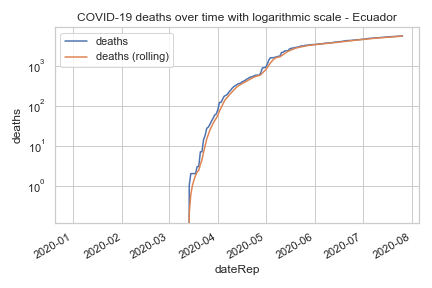 COVID-19 deaths over time with logarithmic scale - Ecuador
deaths
deaths (rolling)
10³
10²
10¹
10⁰
deaths
2020-01
2020-02
2020-03
2020-04
2020-05
2020-06
2020-07
2020-08
dateRep